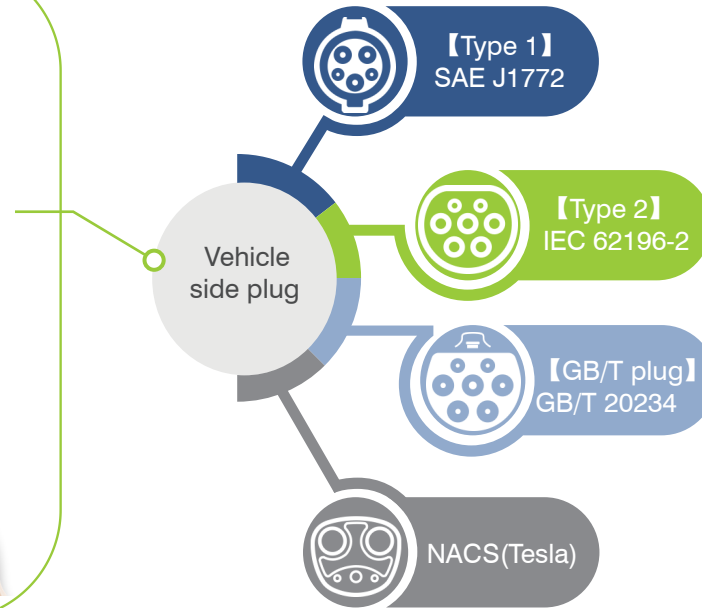 【Type 1】
SAE J1772
【Type 2】
IEC 62196-2
Vehicle
side plug
【GB/T plug】
GB/T 20234
NACS(Tesla)